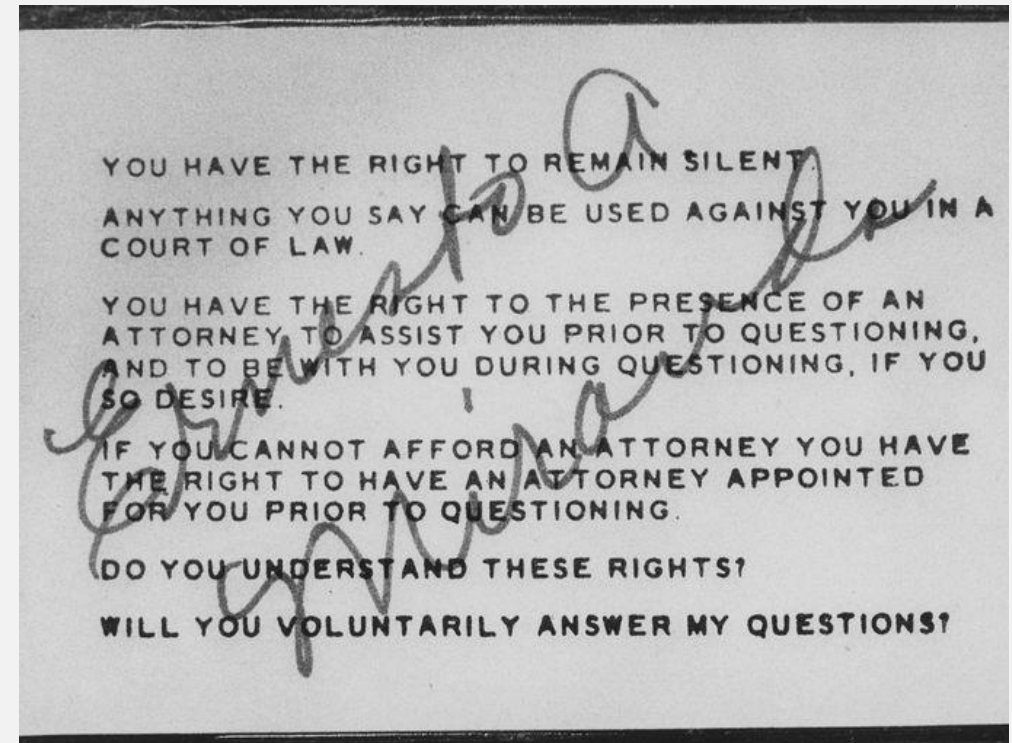 YOU HAVE THE RIGHT TO REMAIN SILENT.
ANYTHING YOU SAY CAN BE USED AGAINST YOU IN A
COURT OF LAW.
YOU HAVE THE RIGHT TO THE PRESENCE OF AN
ATTORNEY TO ASSIST YOU PRIOR TO QUESTIONING,
AND TO BE WITH YOU DURING QUESTIONING, IF YOU
SO DESIRE.
IF YOU CANNOT AFFORD AN ATTORNEY YOU HAVE
THE RIGHT TO HAVE AN ATTORNEY APPOINTED
FOR YOU PRIOR TO QUESTIONING.
DO YOU UNDERSTAND THESE RIGHTS?
WILL YOU VOLUNTARILY ANSWER MY QUESTIONS?
Ernesto A
Miranda